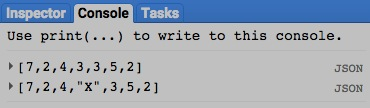 Inspector Console Tasks
Use print(...) to write to this console.
[7,2,4,3,3,5,2] JSON
[7,2,4,"X",3,5,2] JSON